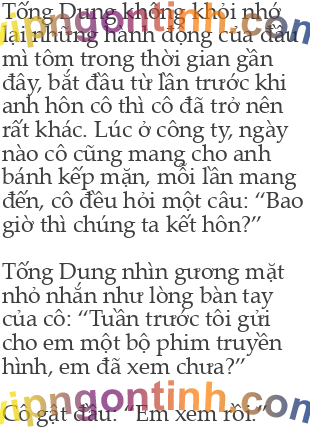 Tống Dung không khỏi nhớ
lại những hành động của đầu
mì tôm trong thời gian gần
đây, bắt đầu từ lần trước khi
anh hôn cô thì cô đã trở nên
rất khác. Lúc ở công ty, ngày
nào cô cũng mang cho anh
bánh kếp mặn, mỗi lần mang
đến, cô đều hỏi một câu: “Bao
giờ thì chúng ta kết hôn?”
Tống Dung nhìn gương mặt
nhỏ nhắn như lòng bàn tay
của cô: “Tuần trước tôi gửi
cho em một bộ phim truyền
hình, em đã xem chưa?”
Cô gật đầu: “Em xem rồi.”
vipngontinh.com
vipngontinh.com